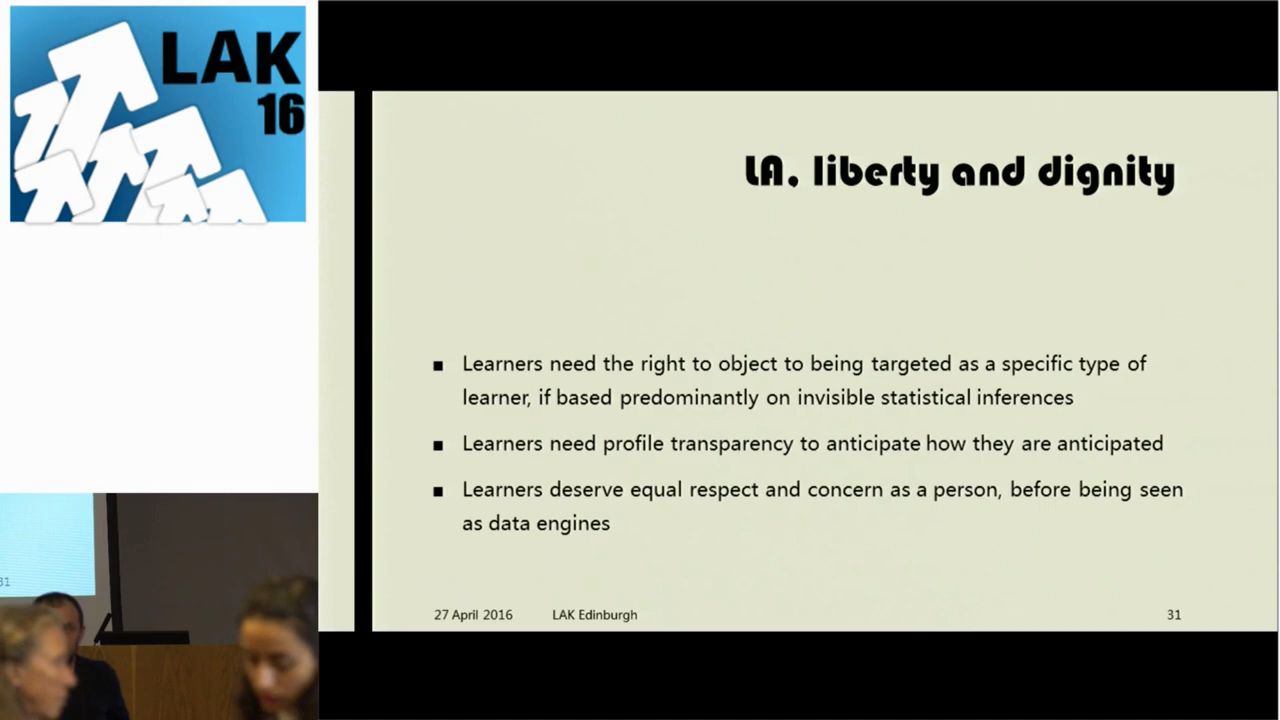 LAK
16
LA, liberty and dignity
■ Learners need the right to object to being targeted as a specific type of
learner, if based predominantly on invisible statistical inferences
■ Learners need profile transparency to anticipate how they are anticipated
■ Learners deserve equal respect and concern as a person, before being seen
as data engines
27 April 2016 LAK Edinburgh 31
31